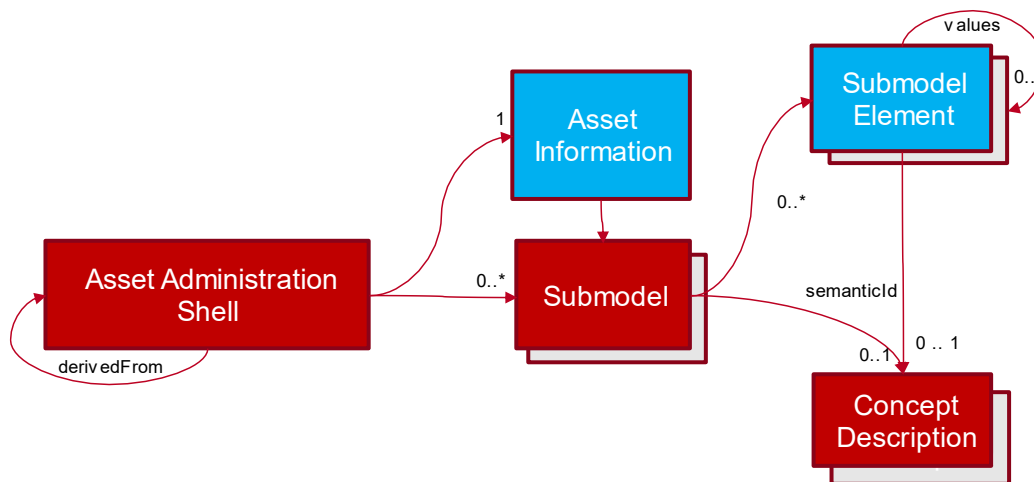 values
Submodel
Element
0..
1
Asset
Information
0..*
Asset Administration
Shell
0..*
Submodel
semanticId
derivedFrom
0..1
0 .. 1
Concept
Description